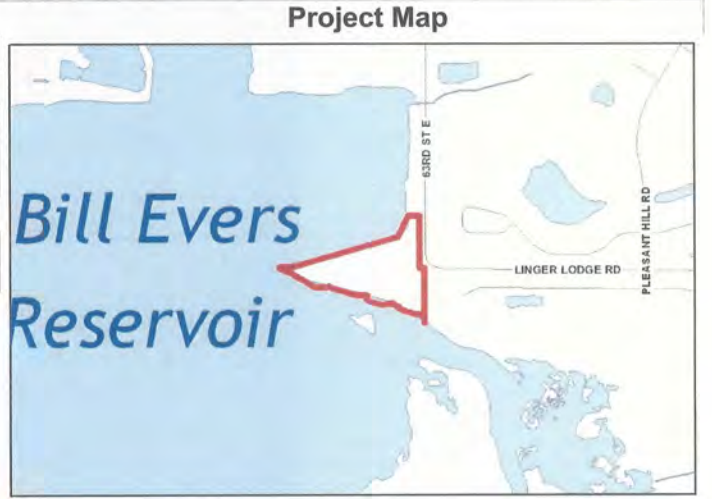 Project Map
63RD ST E
Bill Evers
Reservoir
LINGER LODGE RD
PLEASANT HILL RD